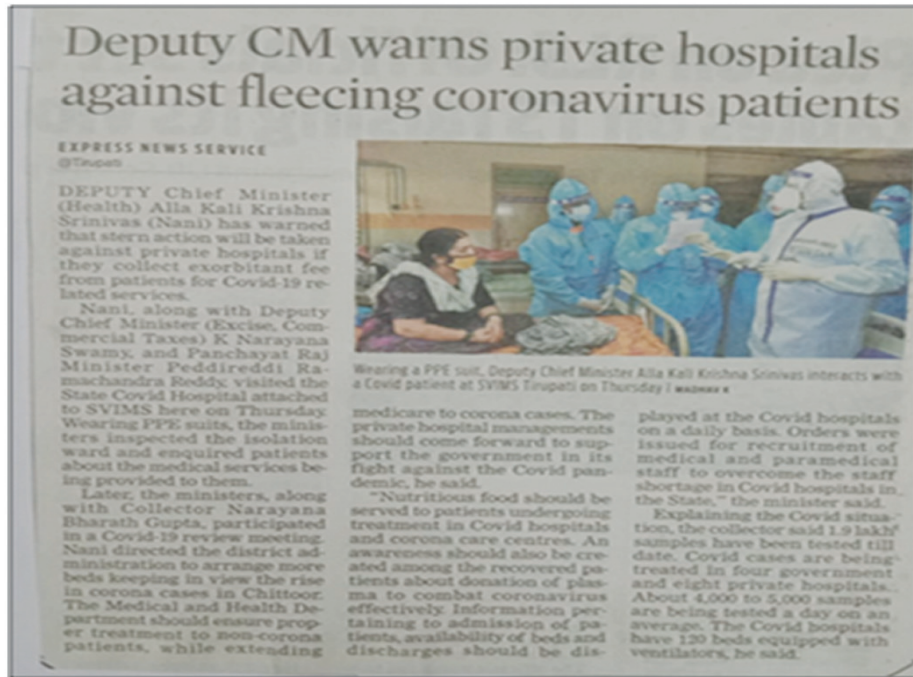 Deputy CM warns private hospitals
against fleecing coronavirus patients
EXPRESS NEWS SERVICE
@Tirupati
DEPUTY Chief Minister
(Health) Alla Kali Krishna
Srinivas (Nani) has warned
that stern action will be taken
against private hospitals if
they collect exorbitant fee
from patients for Covid-19 re-
lated services.
Nani, along with Deputy
Chief Minister (Excise, Com-
mercial Taxes) K Narayana
Swamy, and Panchayat Raj
Minister Peddireddi Ra-
machandra Reddy, visited the
State Covid Hospital attached
to SVIMS here on Thursday.
Wearing PPE suits, the minis-
ters inspected the isolation
ward and enquired patients
about the medical services be-
ing provided to them.
Later, the ministers, along
with Collector Narayana
Bharath Gupta, participated
in a Covid-19 review meeting.
Nani directed the district ad-
ministration to arrange more
beds keeping in view the rise
in corona cases in Chittoor.
The Medical and Health De-
partment should ensure prop-
er treatment to non-corona
patients, while extending
Wearing a PPE suit, Deputy Chief Minister Alla Kali Krishna Srinivas interacts with
a Covid patient at SVIMS Tirupati on Thursday | MADHAV K
medicare to corona cases. The
private hospital managements
should come forward to sup-
port the government in its
fight against the Covid pan-
demic, he said.
"Nutritious food should be
served to patients undergoing
treatment in Covid hospitals
and corona care centres. An
awareness should also be cre-
ated among the recovered pa-
tients about donation of plas-
ma to combat coronavirus
effectively. Information per-
taining to admission of pa-
tients, availability of beds and
discharges should be dis-
played at the Covid hospitals
on a daily basis. Orders were
issued for recruitment of
medical and paramedical
staff to overcome the staff
shortage in Covid hospitals in
the State," the minister said.
Explaining the Covid situa-
tion, the collector said 1.9 lakh
samples have been tested till
date. Covid cases are being
treated in four government
and eight private hospitals.
About 4,000 to 5,000 samples
are being tested a day on an
average. The Covid hospitals
have 120 beds equipped with
ventilators, he said.